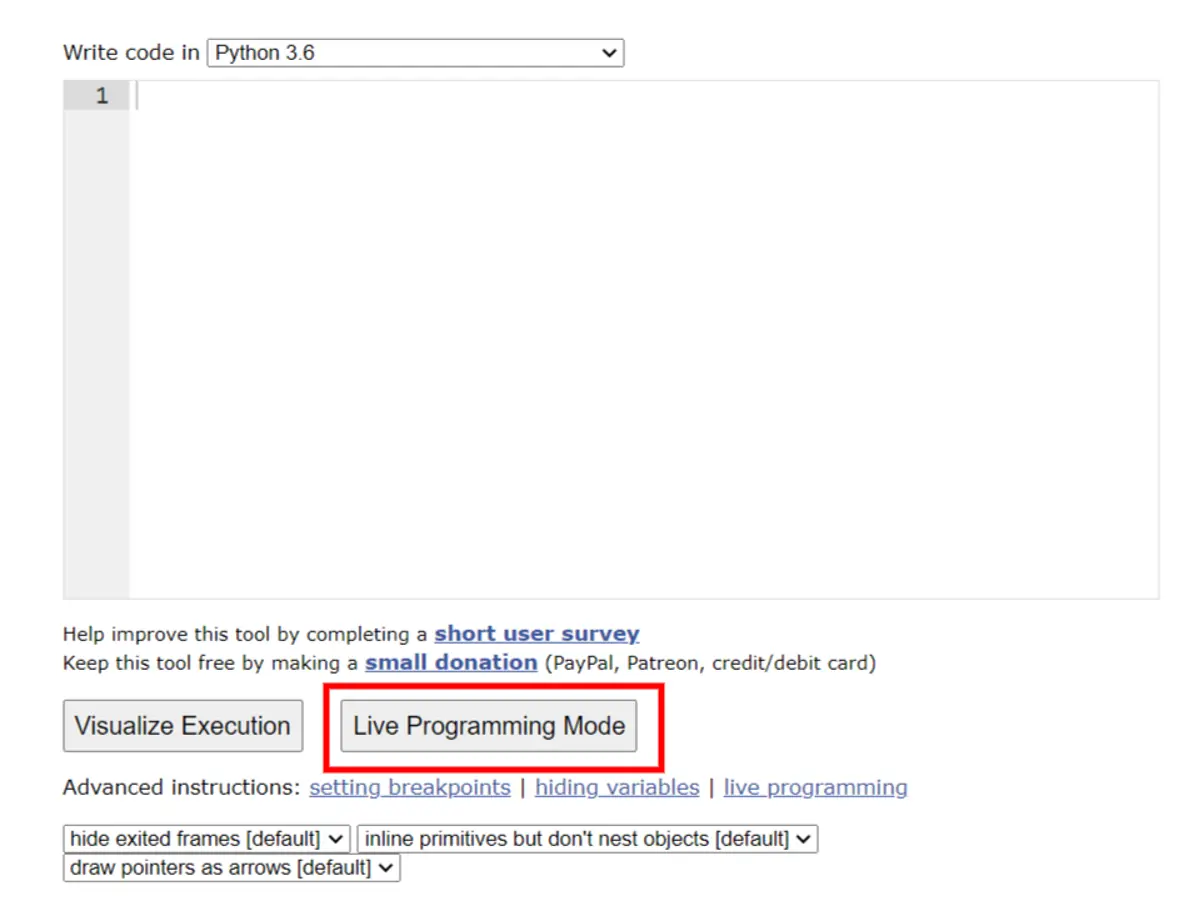 Write code in Python 3.6
1
Help improve this tool by completing a short user survey
Keep this tool free by making a small donation (PayPal, Patreon, credit/debit card)
Visualize Execution Live Programming Mode
Advanced instructions: setting breakpoints | hiding variables | live programming
hide exited frames [default] inline primitives but don't nest objects [default]
draw pointers as arrows [default]